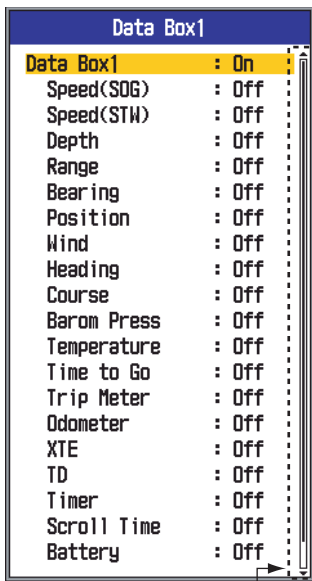 Data Box1
Data Box1 : On
Speed(SOG) : Off
Speed(STW) : Off
Depth : Off
Range : Off
Bearing : Off
Position : Off
Wind : Off
Heading : Off
Course : Off
Barom Press : Off
Temperature : Off
Time to Go : Off
Trip Meter : Off
Odometer : Off
XTE : Off
TD : Off
Timer : Off
Scroll Time : Off
Battery : Off